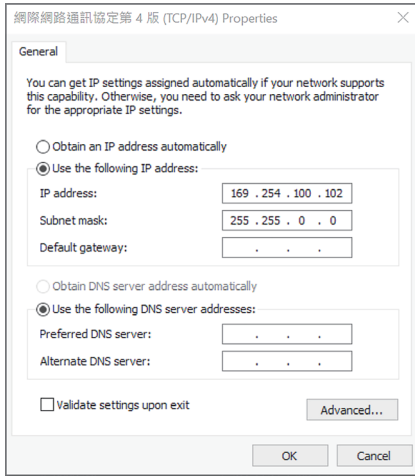 網際網路通訊協定第 4 版 (TCP/IPv4) Properties
General
You can get IP settings assigned automatically if your network supports
this capability. Otherwise, you need to ask your network administrator
for the appropriate IP settings.
Obtain an IP address automatically
Use the following IP address:
IP address: 169 . 254 . 100 . 102
Subnet mask: 255 . 255 . 0 . 0
Default gateway: . . .
Obtain DNS server address automatically
Use the following DNS server addresses:
Preferred DNS server: . . .
Alternate DNS server: . . .
Validate settings upon exit
Advanced...
OK Cancel